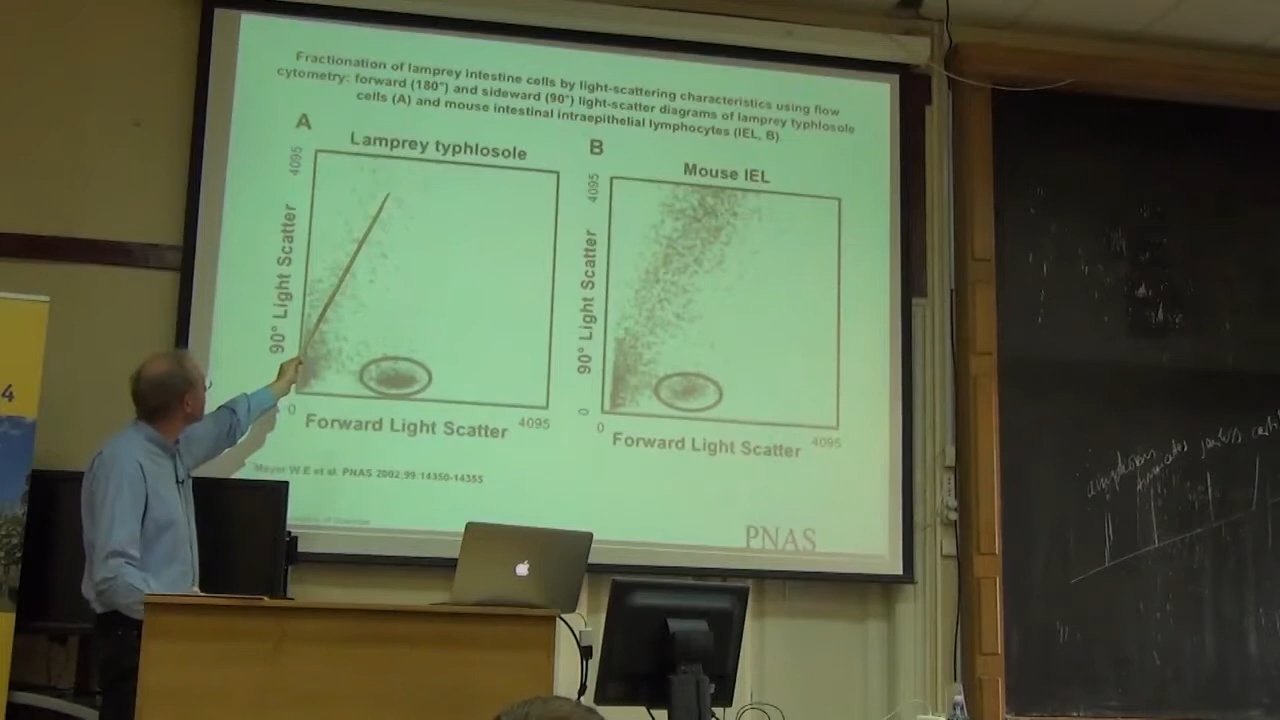 Fractionation of lamprey intestine cells by light-scattering characteristics using flow
cytometry: forward (180°) and sideward (90°) light-scatter diagrams of lamprey typhlosole
cells (A) and mouse intestinal intraepithelial lymphocytes (IEL, B).
A
Lamprey typhlosole
4095
90° Light Scatter
0
Forward Light Scatter
4095
B
Mouse IEL
4095
90° Light Scatter
0
0
Forward Light Scatter
4095
Mayer W E et al. PNAS 2002;99:14350-14355
PNAS
4